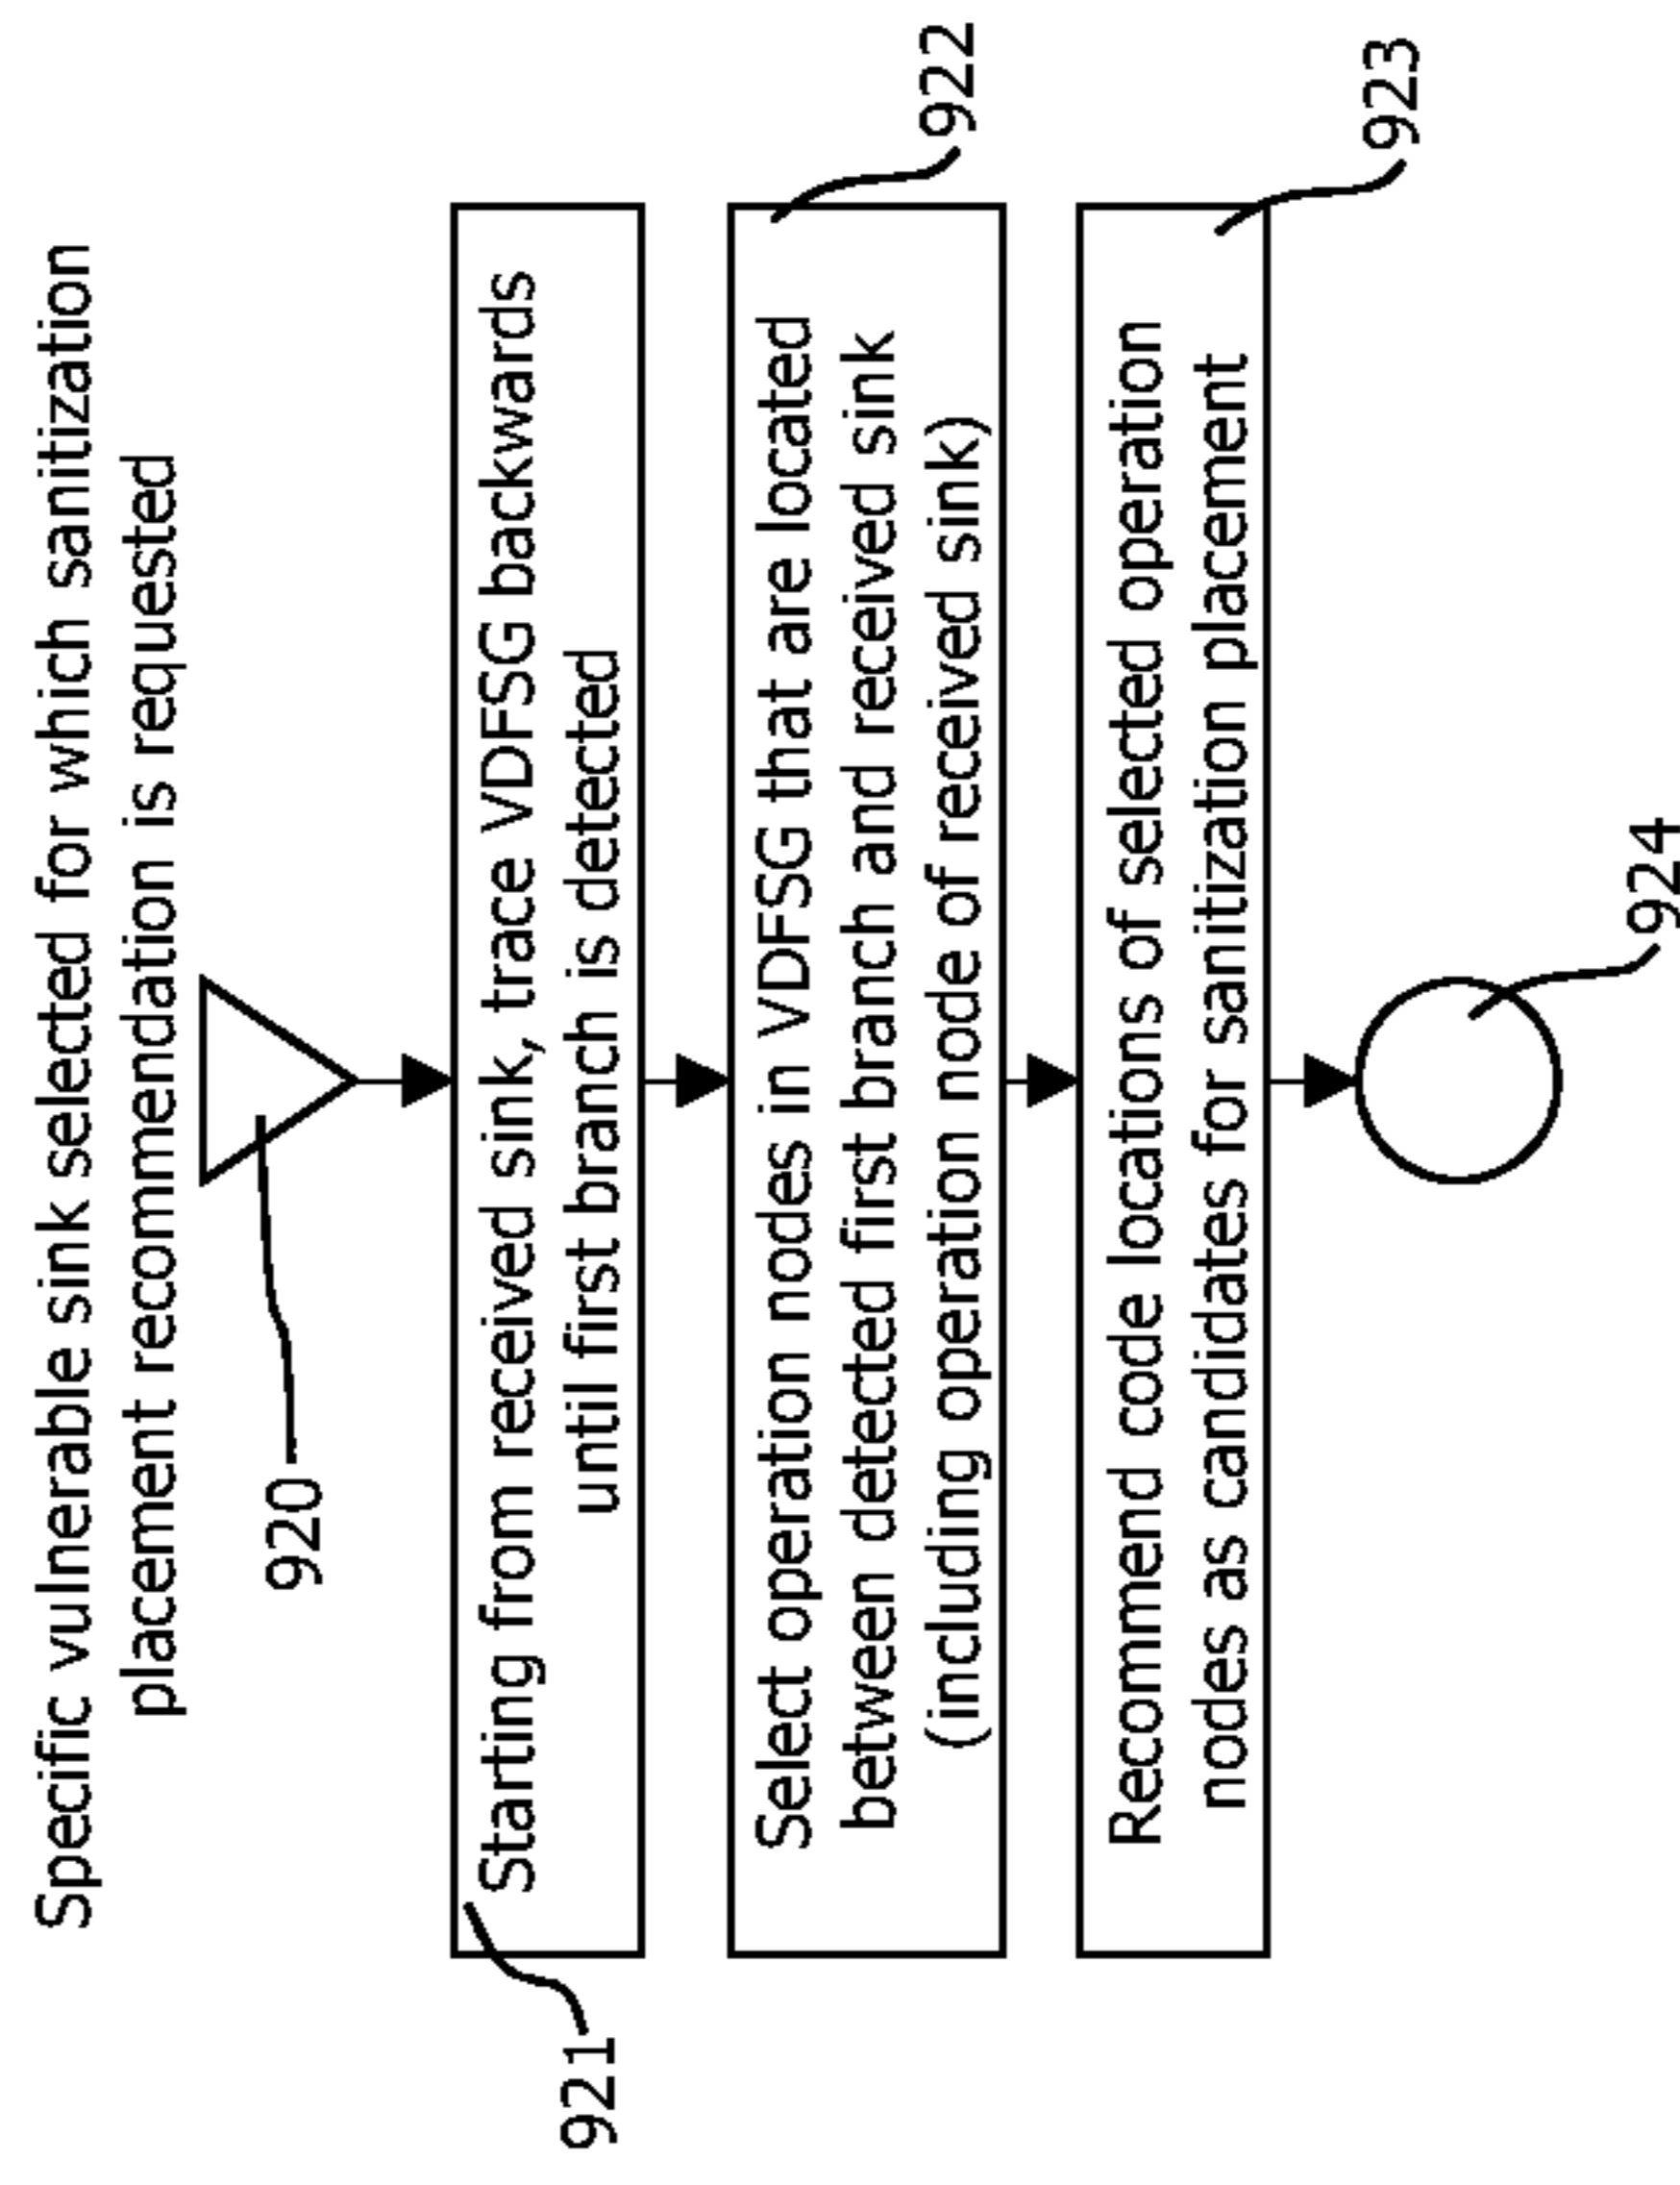 Specific vulnerable sink selected for which sanitization
placement recommendation is requested
920
921
Starting from received sink, trace VDFSG backwards
until first branch is detected
922
Select operation nodes in VDFSG that are located
between detected first branch and received sink
(including operation node of received sink)
923
Recommend code locations of selected operation
nodes as candidates for sanitization placement
924